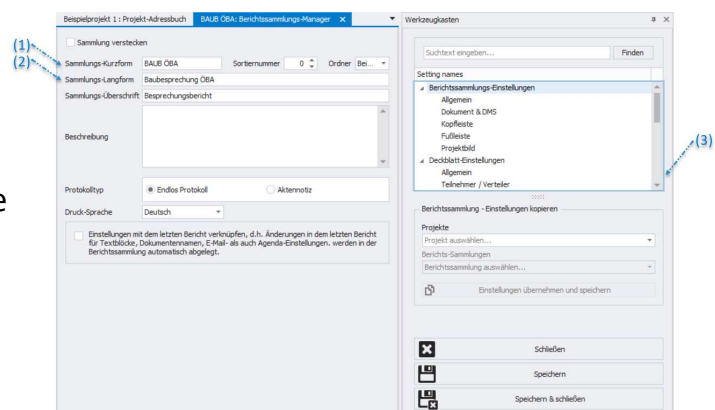 Beispielprojekt 1: Projekt-Adressbuch
BAUB ÖBA: Berichtssammlungs-Manager
Werkzeugkasten
Sammlung verstecken
(1)
Sammlungs-Kurzform BAUB ÖBA Sortiernummer 0 Ordner Bei...
(2)
Sammlungs-Langform Baubesprechung ÖBA
Sammlungs-Überschrift Besprechungsbericht
Beschreibung
e
Protokolltyp Endlos Protokoll Aktennotiz
Druck-Sprache Deutsch
Einstellungen mit dem letzten Bericht verknüpfen, d.h. Änderungen in dem letzten Bericht
für Textblöcke, Dokumentennamen, E-Mail- als auch Agenda-Einstellungen. werden in der
Berichtssammlung automatisch abgelegt.
Suchtext eingeben... Finden
Setting names
Berichtssammlungs-Einstellungen
Allgemein
Dokument & DMS
Kopfleiste
Fußleiste
Projektbild
(3)
Deckblatt-Einstellungen
Allgemein
Teilnehmer / Verteiler
Berichtssammlung - Einstellungen kopieren
Projekte
Projekt auswählen...
Berichts-Sammlungen
Berichtssammlung auswählen...
Einstellungen übernehmen und speichern
Schließen
Speichern
Speichern & schließen